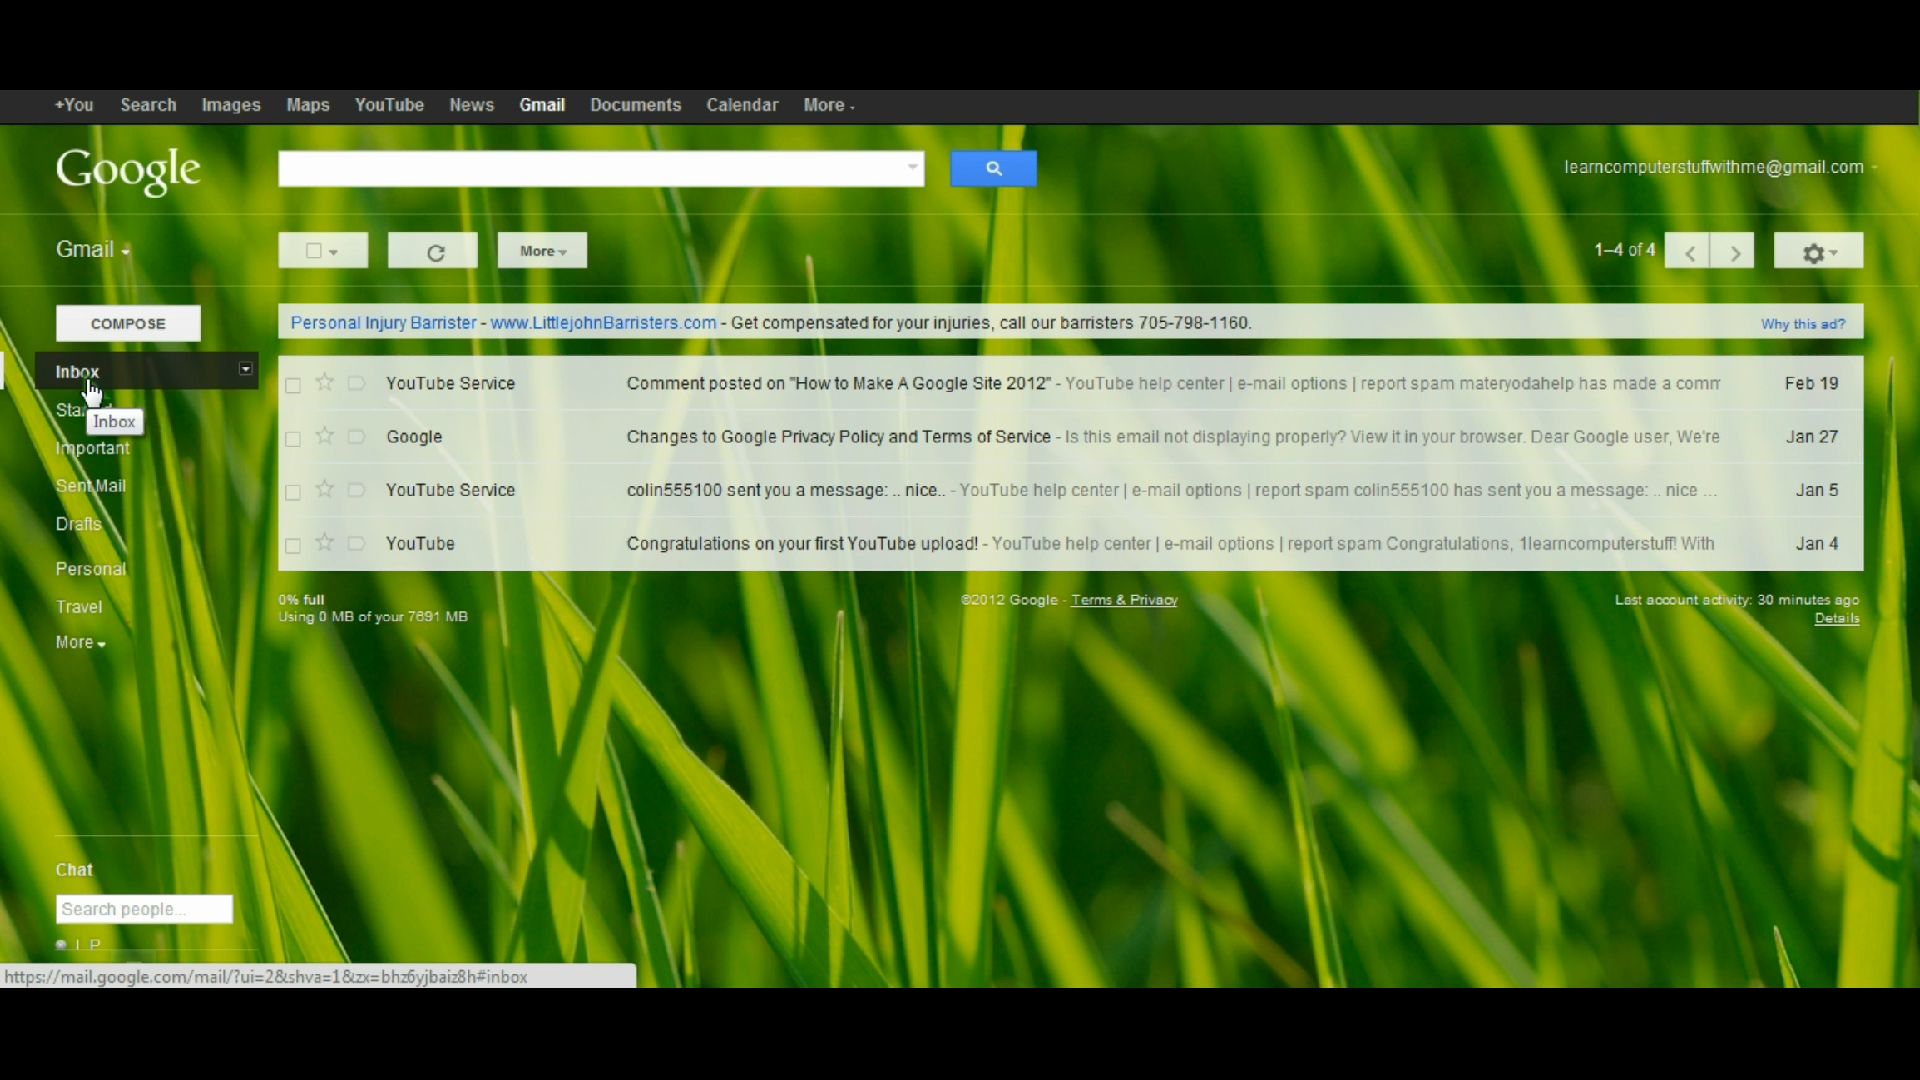 +You Search Images Maps YouTube News Gmail Documents Calendar More
Google
learncomputerstuffwithme@gmail.com
Gmail
More
1–4 of 4
COMPOSE
Personal Injury Barrister - www.LittlejohnBarristers.com - Get compensated for your injuries, call our barristers 705-798-1160.
Why this ad?
Inbox
Inbox
Important
Sent Mail
Drafts
Personal
Travel
More
YouTube Service Comment posted on "How to Make A Google Site 2012" - YouTube help center | e-mail options | report spam materyodahelp has made a comm Feb 19
Google Changes to Google Privacy Policy and Terms of Service - Is this email not displaying properly? View it in your browser. Dear Google user, We're Jan 27
YouTube Service colin555100 sent you a message: .. nice.. - YouTube help center | e-mail options | report spam colin555100 has sent you a message: .. nice ... Jan 5
YouTube Congratulations on your first YouTube upload! - YouTube help center | e-mail options | report spam Congratulations, 1learncomputerstuff! With Jan 4
0% full
Using 0 MB of your 7691 MB
©2012 Google - Terms & Privacy
Last account activity: 30 minutes ago
Details
Chat
Search people...
https://mail.google.com/mail/?ui=2&shva=1&zx=bhz6yjbaiz8h#inbox